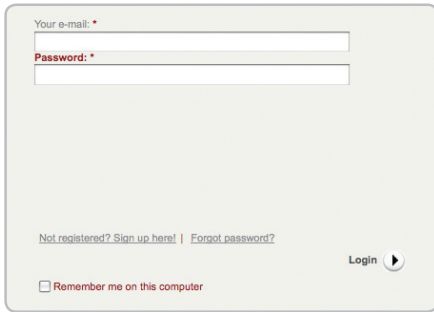 Your e-mail: *
Password: *
Not registered? Sign up here! | Forgot password?
Login
Remember me on this computer